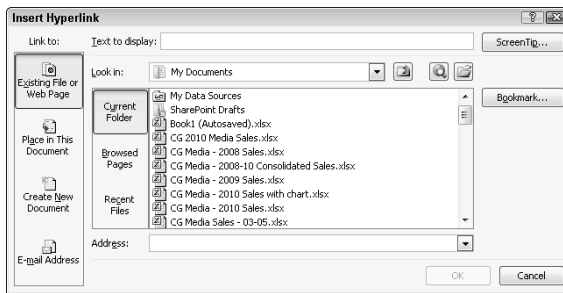 Insert Hyperlink
Link to:
Text to display:
ScreenTip...
Look in:
My Documents
Existing File or
Web Page
Current
Folder
My Data Sources
SharePoint Drafts
Book1 (Autosaved).xlsx
CG 2010 Media Sales.xlsx
CG Media - 2008 Sales.xlsx
CG Media - 2008-10 Consolidated Sales.xlsx
CG Media - 2009 Sales.xlsx
CG Media - 2010 Sales with chart.xlsx
CG Media - 2010 Sales.xlsx
CG Media Sales - 03-05.xlsx
Bookmark...
Place in This
Document
Browsed
Pages
Create New
Document
Recent
Files
E-mail Address
Address:
OK
Cancel